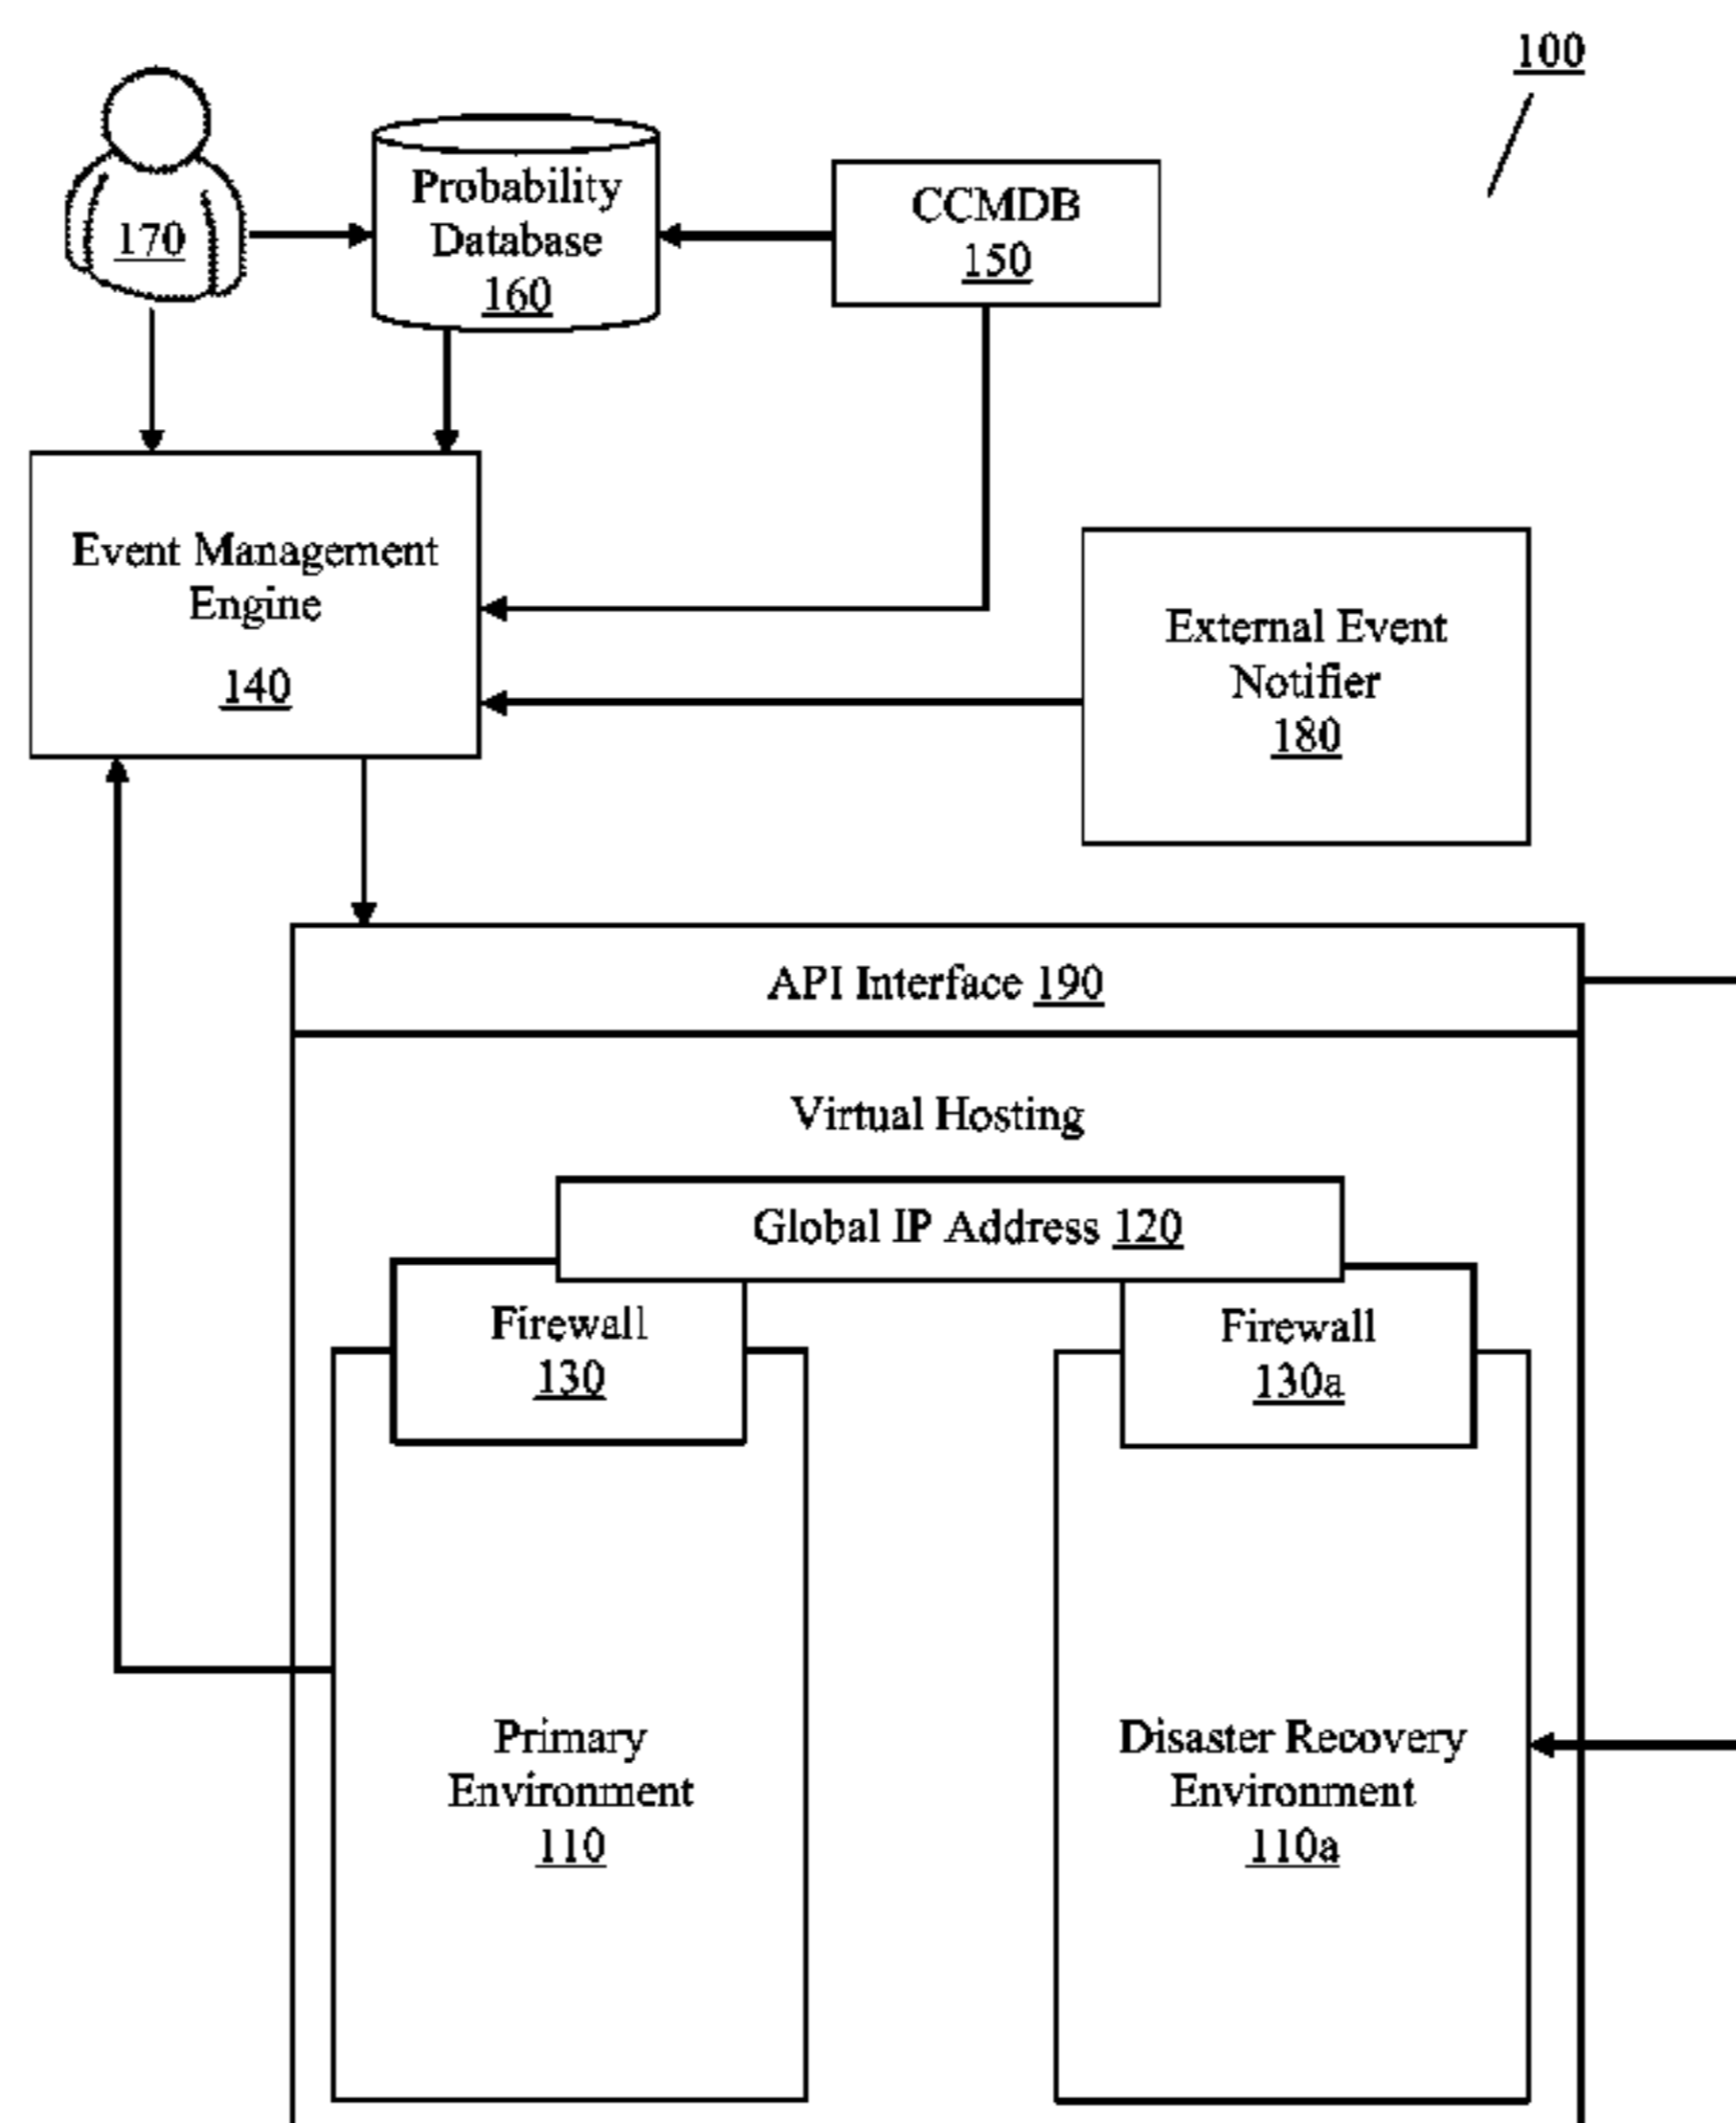 100
170
Probability
Database
160
CCMDB
150
Event Management
Engine
140
External Event
Notifier
180
API Interface 190
Virtual Hosting
Global IP Address 120
Firewall
130
Firewall
130a
Primary
Environment
110
Disaster Recovery
Environment
110a